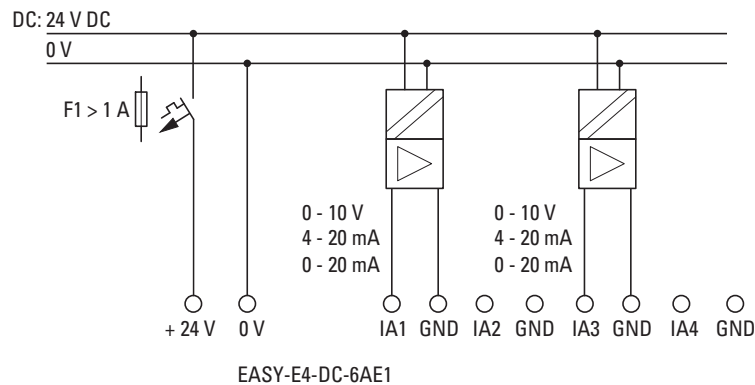 DC: 24 V DC
0 V
F1 > 1 A
0 - 10 V
4 - 20 mA
0 - 20 mA
0 - 10 V
4 - 20 mA
0 - 20 mA
+ 24 V 0 V IA1 GND IA2 GND IA3 GND IA4 GND
EASY-E4-DC-6AE1